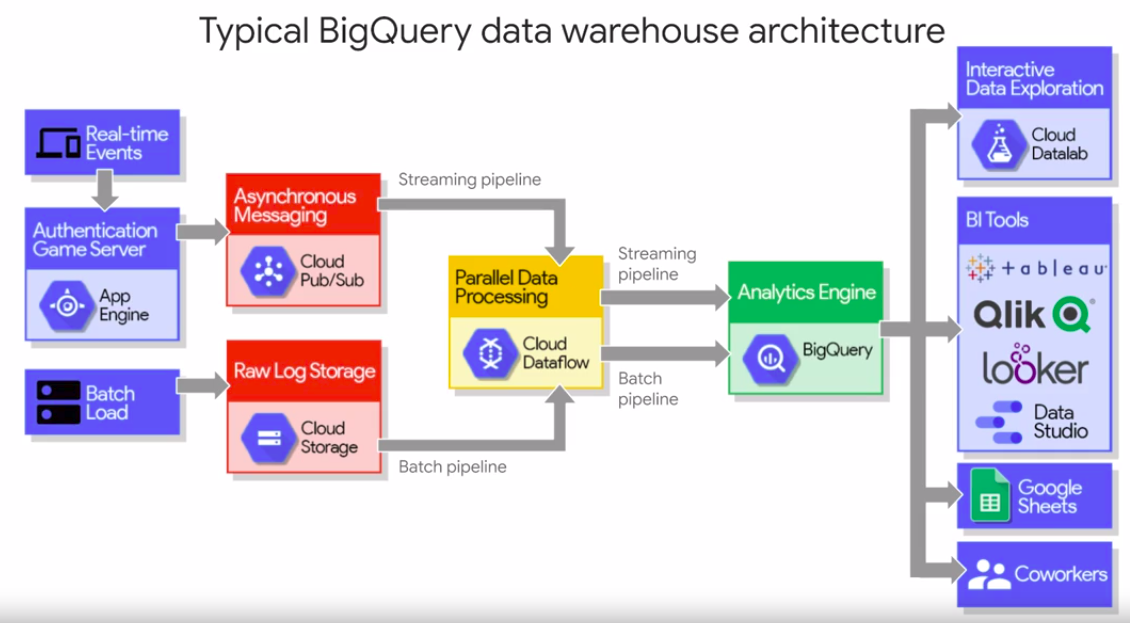 Typical BigQuery data warehouse architecture
Real-time
Events
Authentication
Game Server
App
Engine
Batch
Load
Asynchronous
Messaging
Cloud
Pub/Sub
Raw Log Storage
Cloud
Storage
Streaming pipeline
Batch pipeline
Parallel Data
Processing
Cloud
Dataflow
Streaming
pipeline
Batch
pipeline
Analytics Engine
BigQuery
Interactive
Data Exploration
Cloud
Datalab
BI Tools
tableau
Qlik
looker
Data
Studio
Google
Sheets
Coworkers